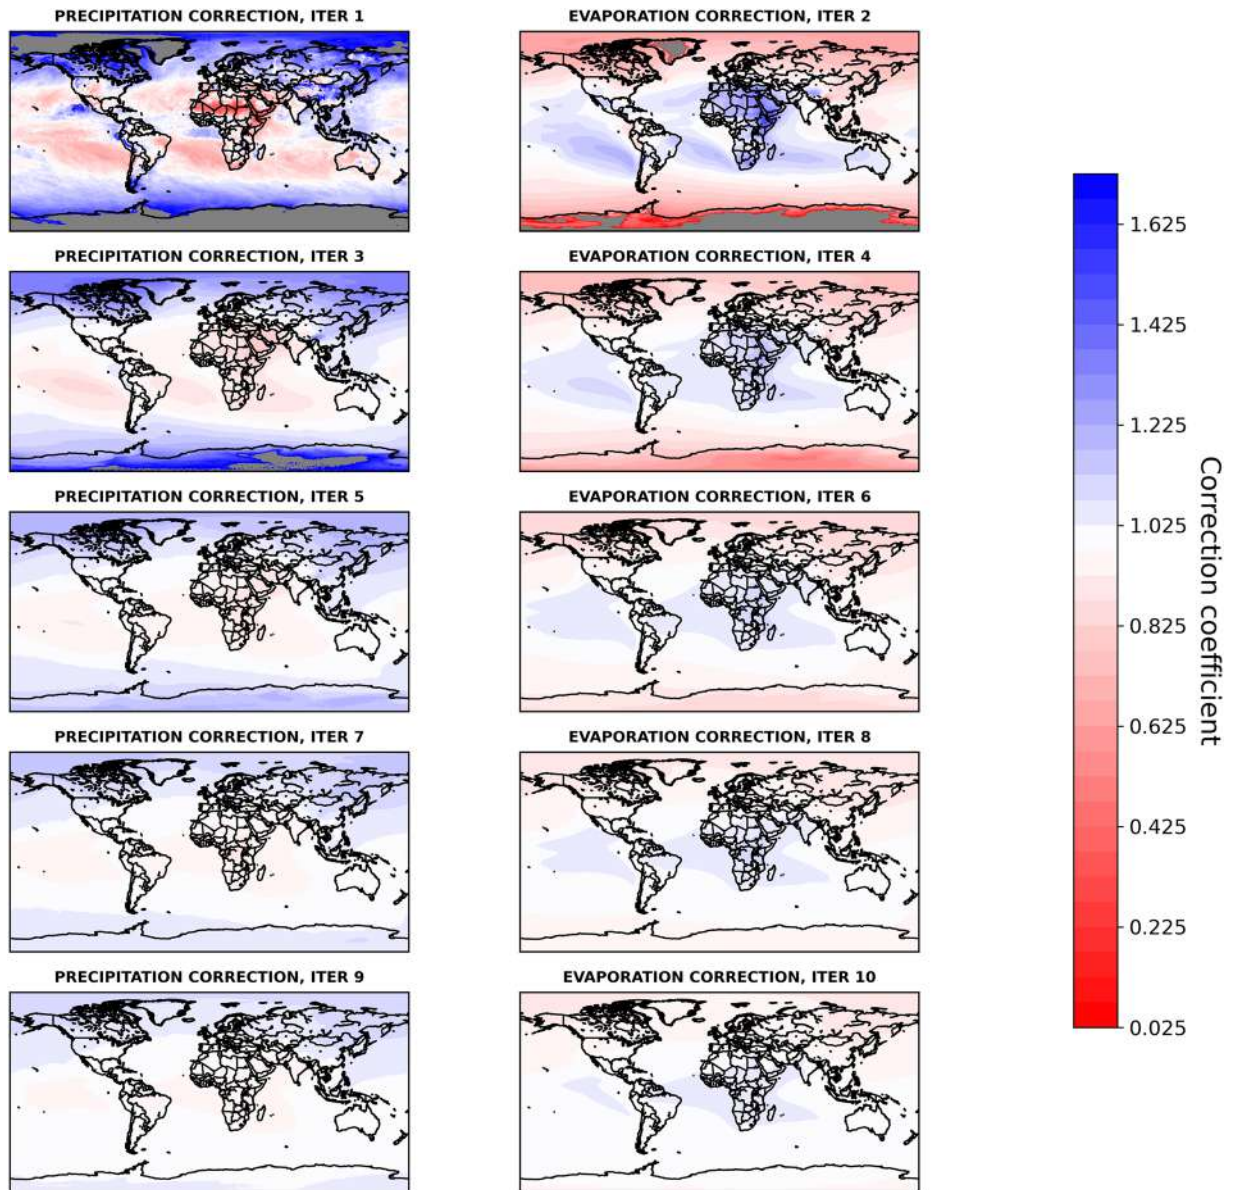 PRECIPITATION CORRECTION, ITER 1
EVAPORATION CORRECTION, ITER 2
PRECIPITATION CORRECTION, ITER 3
EVAPORATION CORRECTION, ITER 4
PRECIPITATION CORRECTION, ITER 5
EVAPORATION CORRECTION, ITER 6
PRECIPITATION CORRECTION, ITER 7
EVAPORATION CORRECTION, ITER 8
PRECIPITATION CORRECTION, ITER 9
EVAPORATION CORRECTION, ITER 10
1.625
1.425
1.225
1.025
0.825
0.625
0.425
0.225
0.025
Correction coefficient